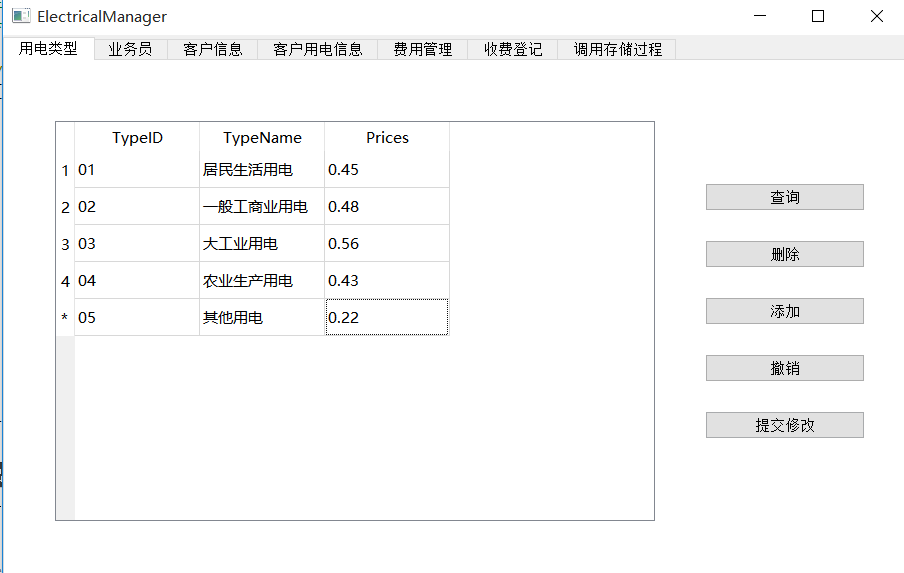 ElectricalManager
用电类型 业务员 客户信息 客户用电信息 费用管理 收费登记 调用存储过程
TypeID TypeName Prices
1 01 居民生活用电 0.45
2 02 一般工商业用电 0.48
3 03 大工业用电 0.56
4 04 农业生产用电 0.43
* 05 其他用电 0.22
查询
删除
添加
撤销
提交修改